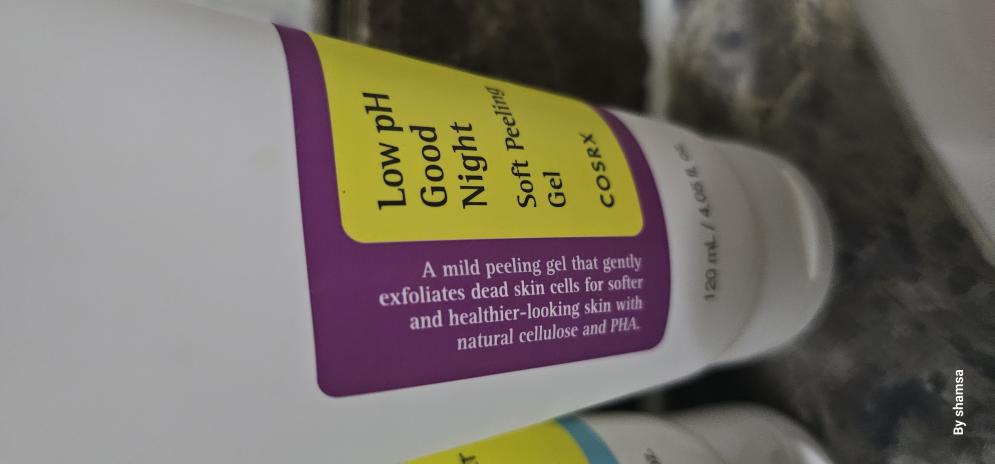 Low pH
Good
Night
Soft Peeling
Gel
COSRX
A mild peeling gel that gently
exfoliates dead skin cells for softer
and healthier-looking skin with
natural cellulose and PHA.
120 mL / 4.05 fl. oz.
By shamsa